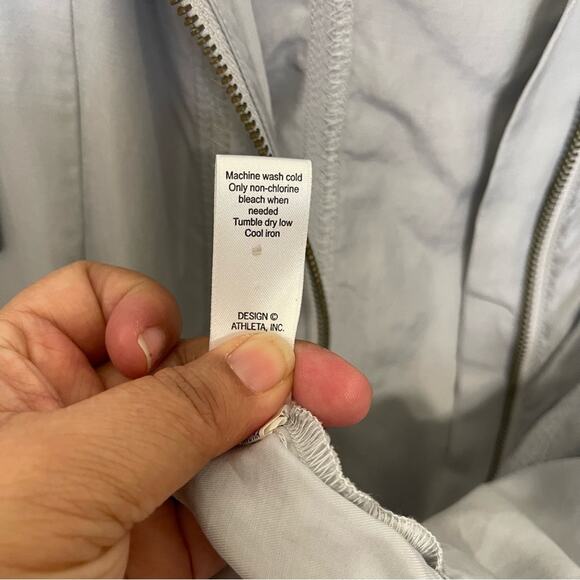 Machine wash cold
Only non-chlorine
bleach when
needed
Tumble dry low
Cool iron
DESIGN ©
ATHLETA, INC.